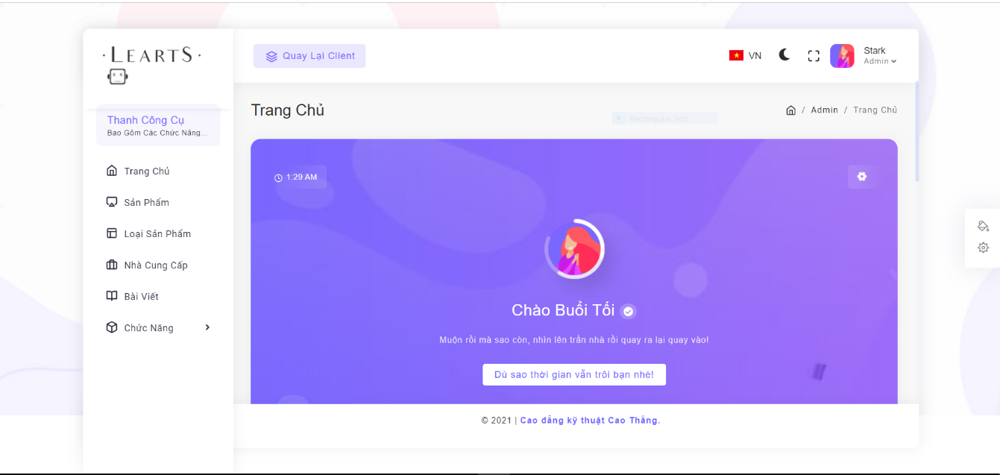 · LEARTS ·
Quay Lại Client
VN
Stark
Admin
Thanh Công Cụ
Bao Gồm Các Chức Năng...
Trang Chủ
Sản Phẩm
Loại Sản Phẩm
Nhà Cung Cấp
Bài Viết
Chức Năng
Trang Chủ
Rectangular Snip
/ Admin / Trang Chủ
1:29 AM
Chào Buổi Tối
Muộn rồi mà sao còn, nhìn lên trần nhà rồi quay ra lại quay vào!
Dù sao thời gian vẫn trôi bạn nhé!
© 2021 | Cao đẳng kỹ thuật Cao Thắng.